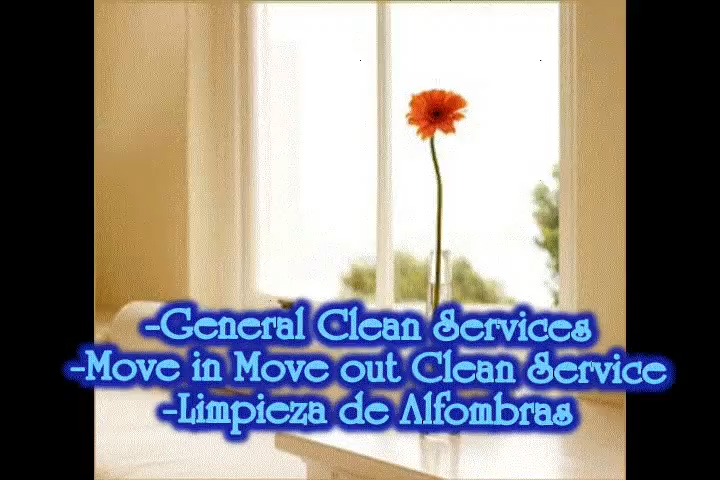 -General Clean Services
-Move in Move out Clean Service
-Limpieza de Alfombras